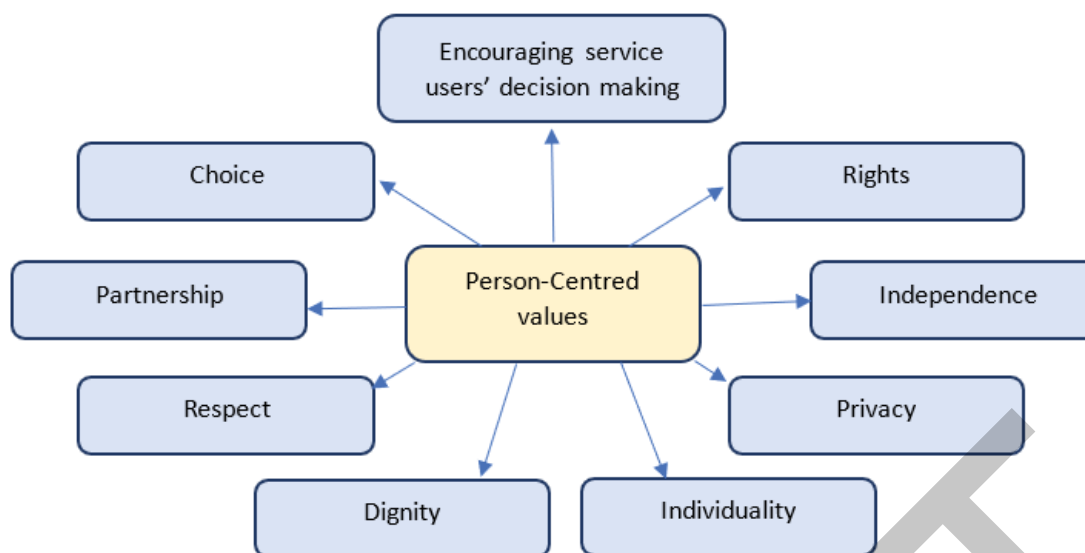 Encouraging service
users’ decision making
Choice
Rights
Person-Centred
values
Partnership
Independence
Respect
Privacy
Dignity
Individuality